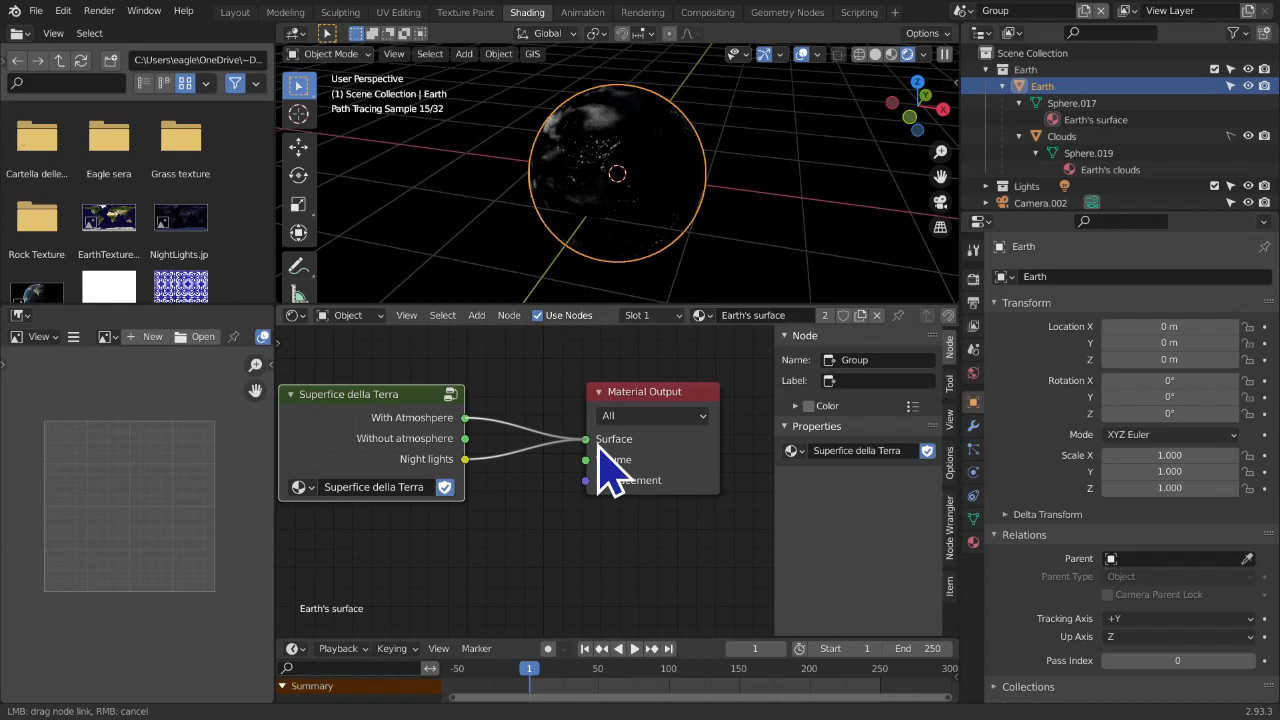 File Edit Render Window Help Layout Modeling Sculpting UV Editing Texture Paint Shading Animation Rendering Compositing Geometry Nodes Scripting + Group View Layer
View Select
Global Options
C:\Users\eagle\OneDrive\~D...
Object Mode View Select Add Object GIS
User Perspective
(1) Scene Collection | Earth
Path Tracing Sample 15/32
Z
Y
X
Cartella delle...
Eagle sera
Grass texture
Rock Texture
EarthTexture...
NightLights.jp
Scene Collection
Earth
Earth
Sphere.017
Earth's surface
Clouds
Sphere.019
Earth's clouds
Lights
Camera.002
View New Open
Object View Select Add Node Use Nodes Slot 1 Earth's surface 2
Superfice della Terra
With Atmoshpere
Without atmosphere
Night lights
Superfice della Terra
Material Output
All
Surface
Earth's surface
Node
Name: Group
Label:
Color
Properties
Superfice della Terra
Node
Tool
View
Options
Node Wrangler
Item
Earth
Earth
Transform
Location X 0 m
Y 0 m
Z 0 m
Rotation X 0°
Y 0°
Z 0°
Mode XYZ Euler
Scale X 1.000
Y 1.000
Z 1.000
Delta Transform
Relations
Parent
Parent Type Object
Camera Parent Lock
Tracking Axis +Y
Up Axis Z
Pass Index 0
Collections
Playback Keying View Marker 1 Start 1 End 250
-50 1 50 100 150 200 250 300
Summary
LMB: drag node link, RMB: cancel
2.93.3